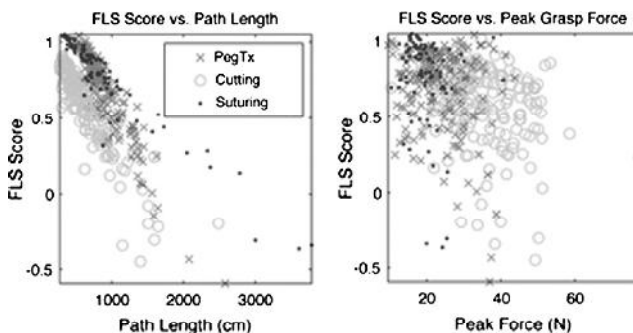 FLS Score vs. Path Length
FLS Score vs. Peak Grasp Force
PegTx
Cutting
Suturing
FLS Score
1
0.5
0
-0.5
1000
2000
3000
Path Length (cm)
FLS Score
1
0.5
0
-0.5
20
40
60
Peak Force (N)